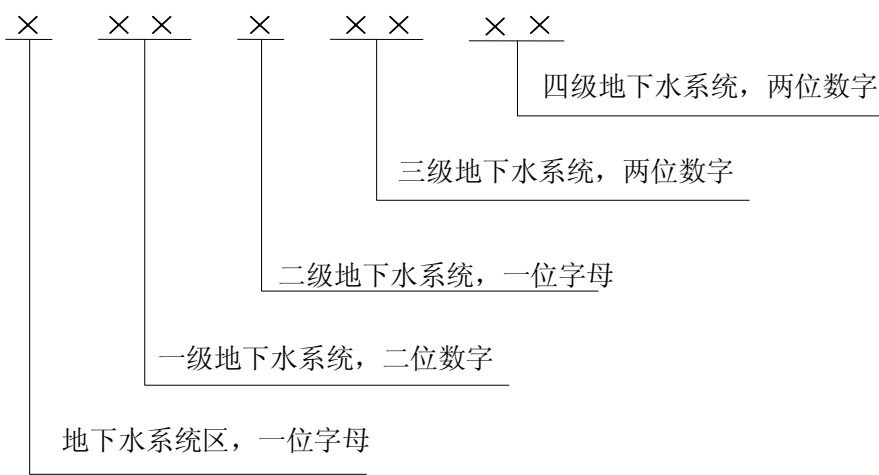 × ×× × ×× ××
四级地下水系统，两位数字
三级地下水系统，两位数字
二级地下水系统，一位字母
一级地下水系统，二位数字
地下水系统区，一位字母